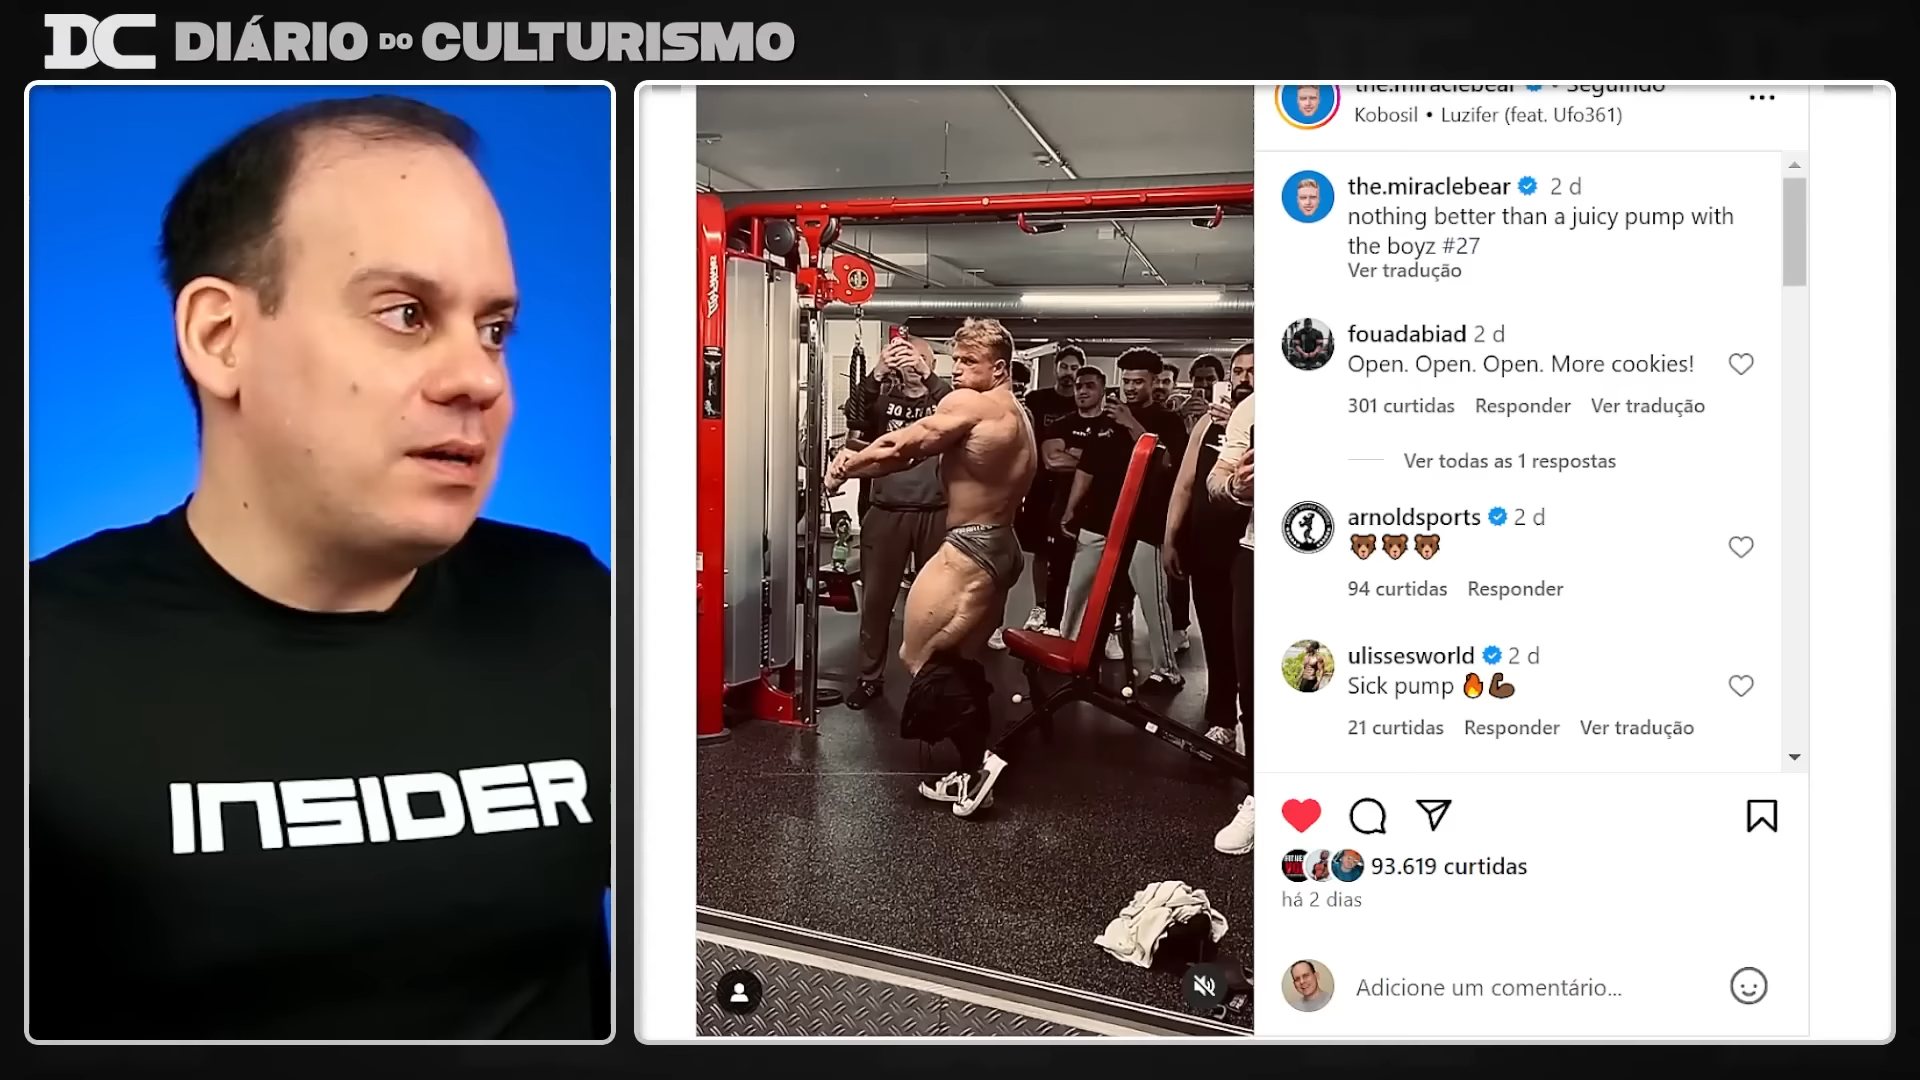 DC DIÁRIO DO CULTURISMO
INSIDER
the.miraclebear • Seguindo
Kobosil • Luzifer (feat. Ufo361)
the.miraclebear 2 d
nothing better than a juicy pump with
the boyz #27
Ver tradução
fouadabiad 2 d
Open. Open. Open. More cookies!
301 curtidas Responder Ver tradução
Ver todas as 1 respostas
arnoldsports 2 d
🐻🐻🐻
94 curtidas Responder
ulissesworld 2 d
Sick pump 🔥💪🏿
21 curtidas Responder Ver tradução
93.619 curtidas
há 2 dias
Adicione um comentário...